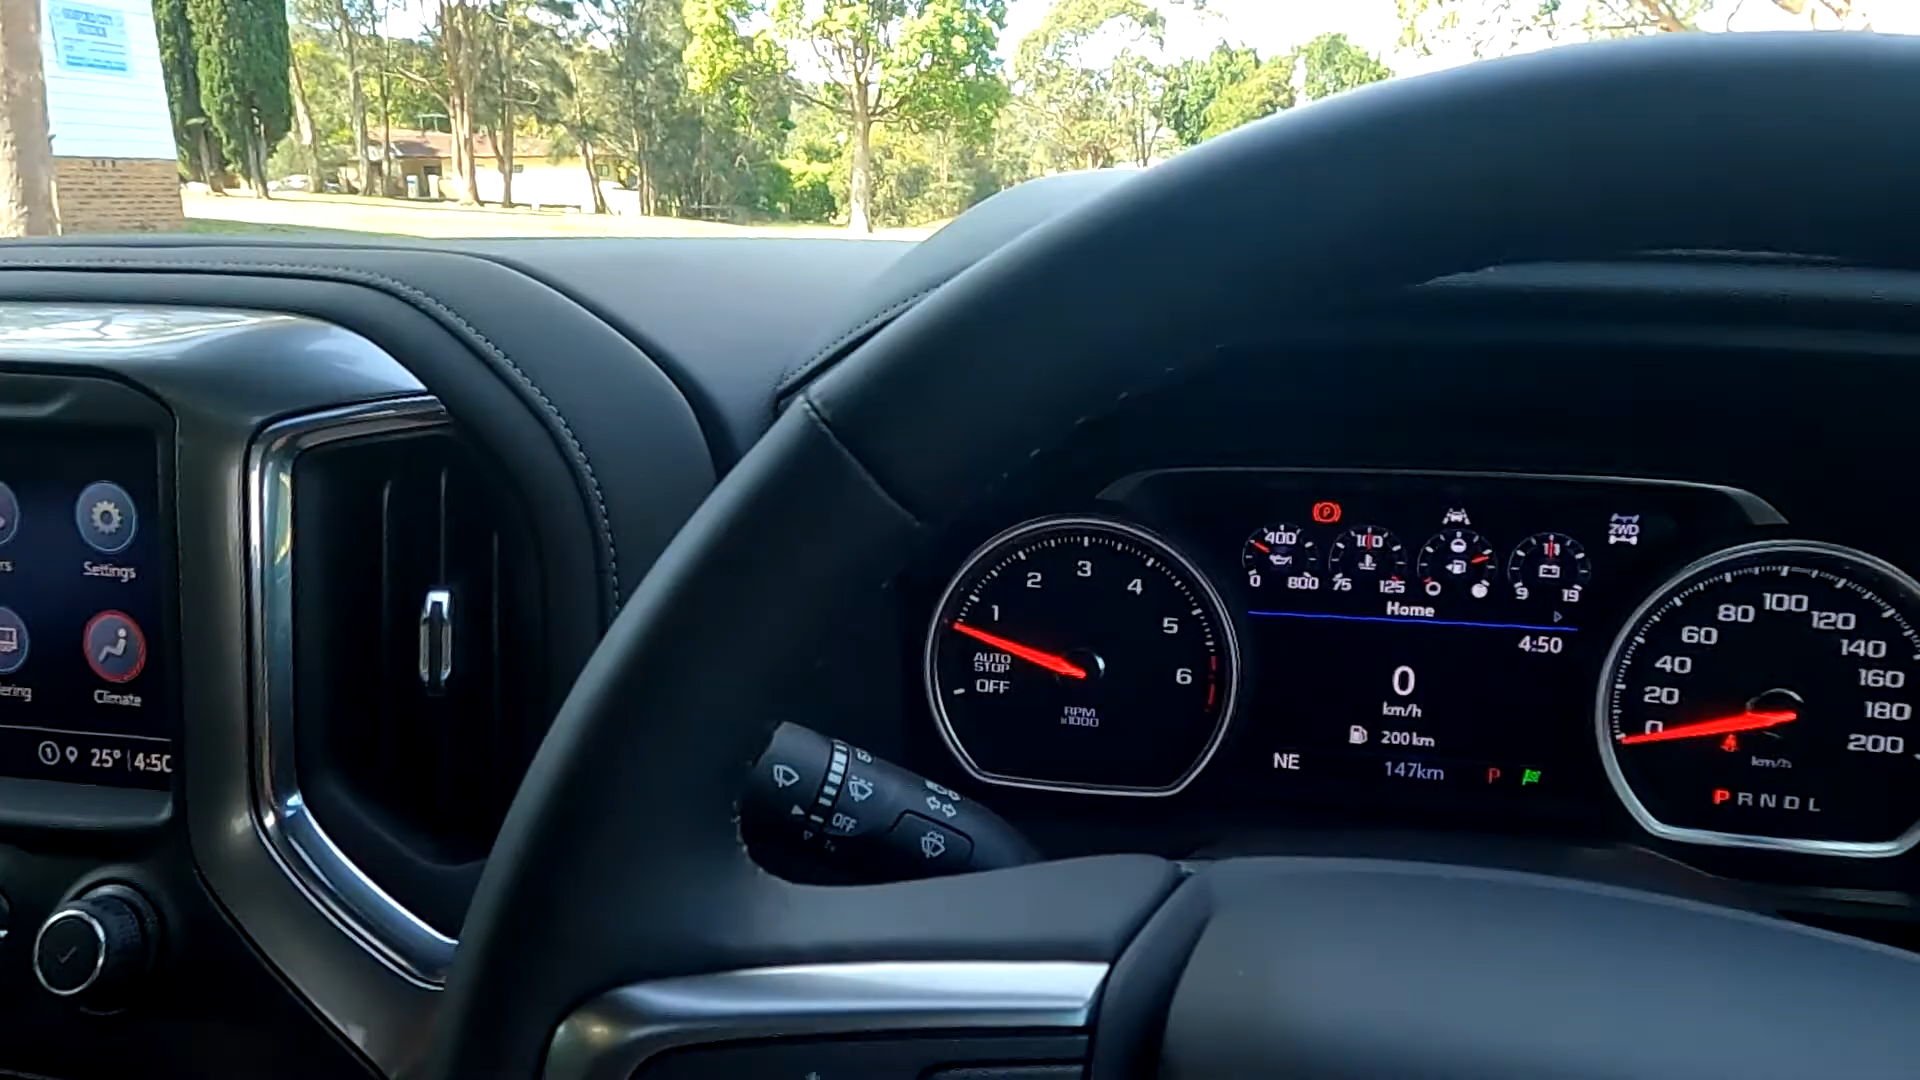 Settings
Climate
25° 4:50
OFF
1
2
3
4
5
6
AUTO
STOP
OFF
RPM
x1000
400
0 800
100
75 125
9 19
2WD
Home
4:50
0
km/h
200 km
NE
147km
P
0
20
40
60
80
100
120
140
160
180
200
km/h
P R N D L